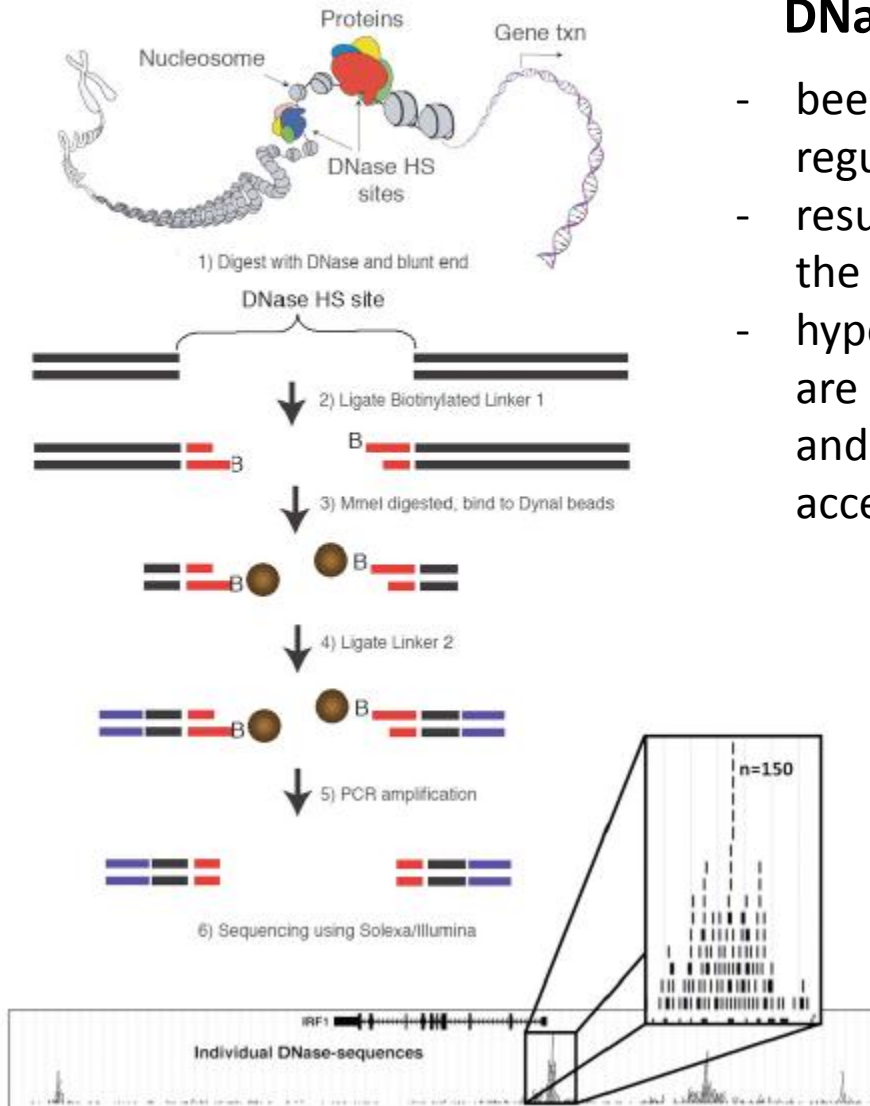 Proteins
Nucleosome
Gene txn
DNase HS
sites
1) Digest with DNase and blunt end
DNase HS site
2) Ligate Biotinylated Linker 1
B
B
3) MmeI digested, bind to Dynal beads
B
B
4) Ligate Linker 2
B
B
5) PCR amplification
6) Sequencing using Solexa/Illumina
n=150
IRF1
Individual DNase-sequences
DNa
- bee
regu
- resu
the
- hype
are
and
acce